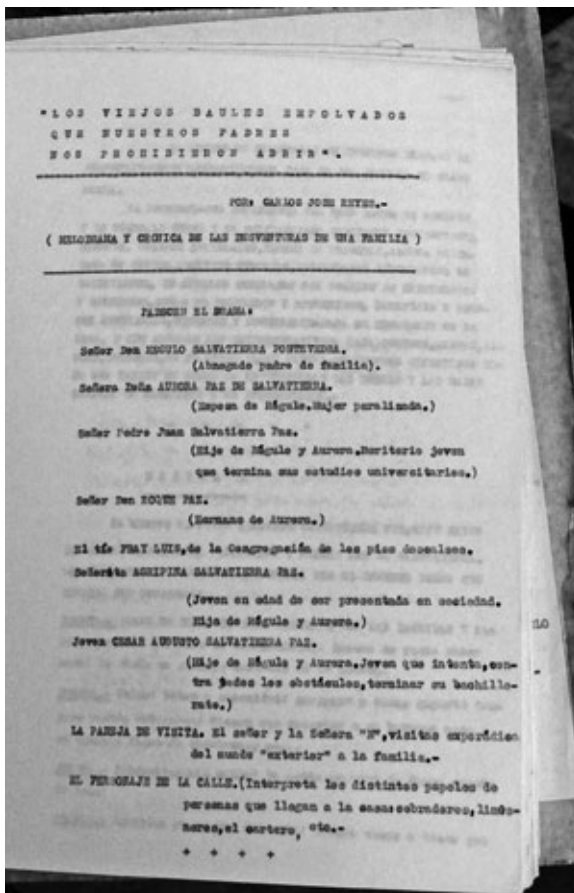 "LOS VIEJOS BAULES EMPOLVADOS
QUE NUESTROS PADRES
NOS PROHIBIERON ABRIR".
POR: CARLOS JOSE REYES.-
( MELODRAMA Y CRONICA DE LAS DESVENTURAS DE UNA FAMILIA )
PADECEN EL DRAMA:
Señor Don REGULO SALVATIERRA PONTEVEDRA.
(Abnegado padre de familia).
Señora Doña AURORA PAZ DE SALVATIERRA.
(Esposa de Régulo.Mujer paralizada.)
Señor Pedro Juan Salvatierra Paz.
(Hijo de Régulo y Aurora.Meritorio joven
que termina sus estudios universitarios.)
Señor Don ROQUE PAZ.
(Hermano de Aurora.)
El tío FRAY LUIS,de la Congregación de los pies descalsos.
Señorita AGRIPINA SALVATIERRA PAZ.
(Joven en edad de ser presentada en sociedad.
Hija de Régulo y Aurora.)
Joven CESAR AUGUSTO SALVATIERRA PAZ.
(Hijo de Régulo y Aurora.Joven que intenta,con-
tra todos los obstáculos,terminar su bachille-
rato.)
LA PAREJA DE VISITA. El señor y la Señora "N",visitas esporádicas
del mundo "exterior" a la familia.-
EL PERSONAJE DE LA CALLE.(Interpreta los distintos papeles de
personas que llegan a la casa:cobradores,limos-
neros,el cartero, etc.-
+ + + +